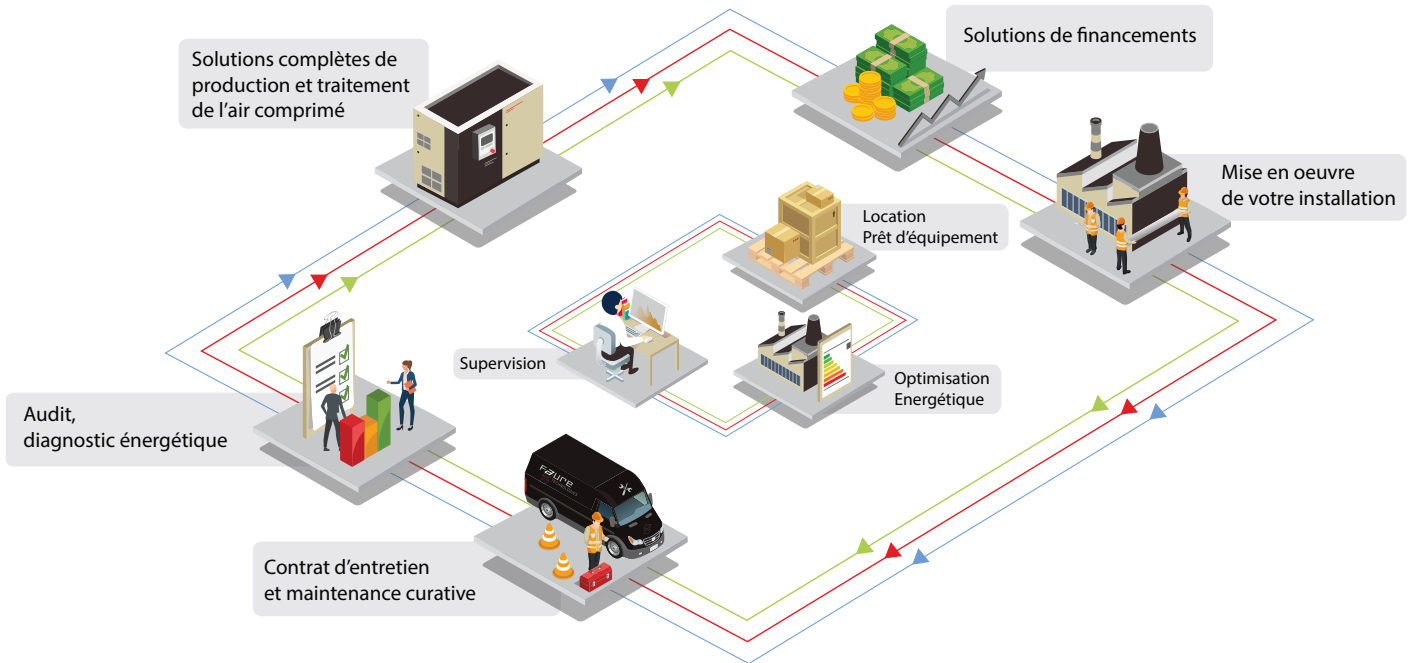 Solutions complètes de
production et traitement
de l'air comprimé
Solutions de financements
Mise en oeuvre
de votre installation
Location
Prêt d'équipement
Supervision
Optimisation
Energétique
Audit,
diagnostic énergétique
Faure
Contrat d'entretien
et maintenance curative